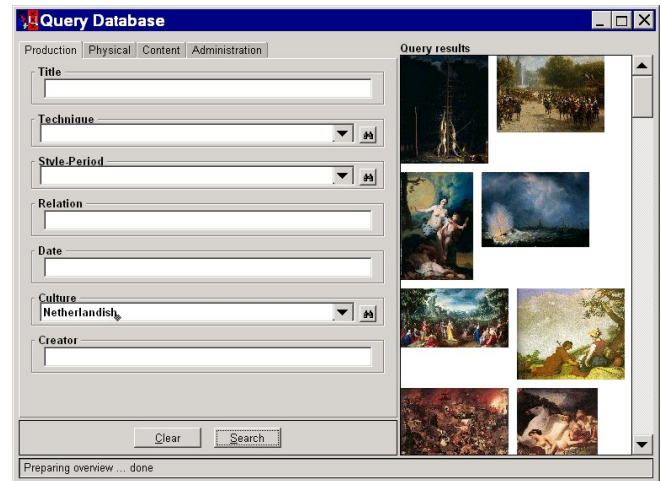 Query Database
Production Physical Content Administration
Query results
Title
Technique
Style-Period
Relation
Date
Culture
Netherlandish
Creator
Clear Search
Preparing overview ... done